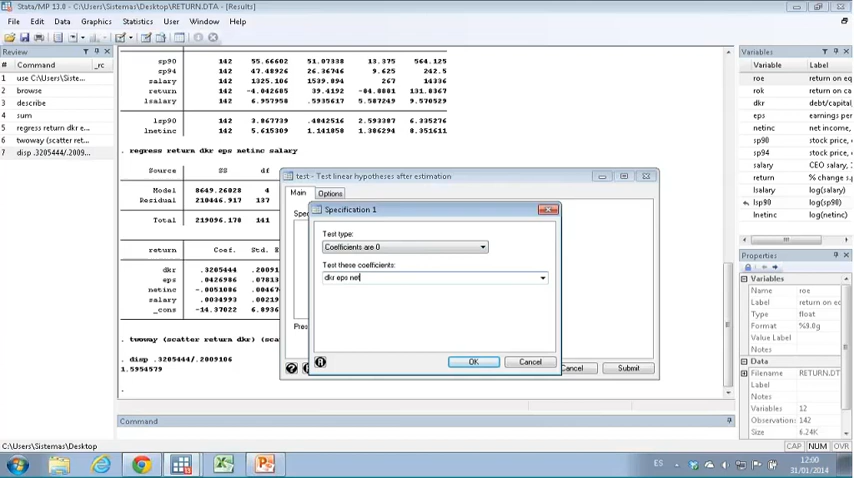 Stata/MP 13.0 - C:\Users\Sistemas\Desktop\RETURN.DTA - [Results]
File Edit Data Graphics Statistics User Window Help
Review
# Command _rc
1 use C:\Users\Siste...
2 browse
3 describe
4 sum
5 regress return dkr eps...
6 twoway (scatter ret...
7 disp .3205444/.2009...
sp90 142 55.66602 51.07338 13.375 564.125
sp94 142 47.48926 26.36746 9.625 242.5
salary 142 1325.106 1539.894 267 14336
return 142 -4.042685 39.4192 -84.8801 131.8367
lsalary 142 6.957958 .5935617 5.587249 9.570529
lsp90 142 3.867739 .4842616 2.593387 6.335276
lnetinc 142 5.615309 1.141858 1.386294 8.351611
. regress return dkr eps netinc salary
Source SS df
Model 8649.26028 4
Residual 210446.917 137
Total 219096.178 141
return Coef. Std. E
dkr .3205444 .20091
eps .0426986 .07813
netinc -.0051086 .00467
salary .0034993 .00219
_cons -14.37022 6.8936
. twoway (scatter return dkr) (sc
. disp .3205444/.2009106
1.5954579
.
test - Test linear hypotheses after estimation
Main Options
Spe
Pres
Cancel Submit
Specification 1
Test type:
Coefficients are 0
Test these coefficients:
dkr eps net
OK Cancel
Command
Variables
Variable Label
roe return on eq
rok return on ca
dkr debt/capital,
eps earnings per
netinc net income,
sp90 stock price,
sp94 stock price,
salary CEO salary,
return % change s.
lsalary log(salary)
lsp90 log(sp90)
lnetinc log(netinc)
Properties
Variables
Name roe
Label return on ec
Type float
Format %9.0g
Value Label
Notes
Data
Filename RETURN.DTA
Label
Notes
Variables 12
Observation 142
Size 6.24K
C:\Users\Sistemas\Desktop
CAP NUM OVR
ES
12:00
31/01/2014